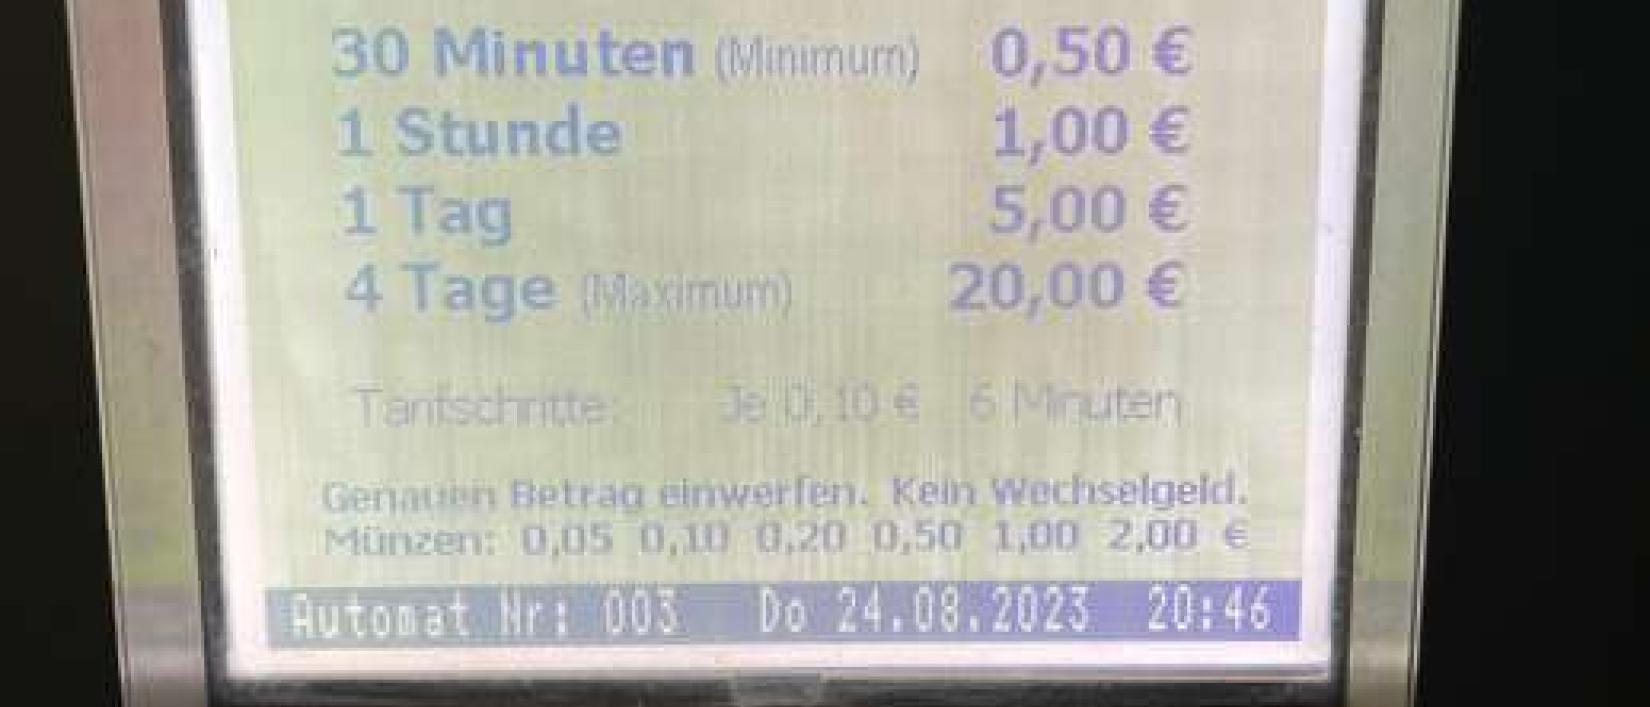 30 Minuten (Minimum) 0,50 €
1 Stunde 1,00 €
1 Tag 5,00 €
4 Tage (Maximum) 20,00 €
Tarifschritte: Je 0,10 € 6 Minuten
Genauen Betrag einwerfen. Kein Wechselgeld.
Münzen: 0,05 0,10 0,20 0,50 1,00 2,00 €
Automat Nr: 003 Do 24.08.2023 20:46